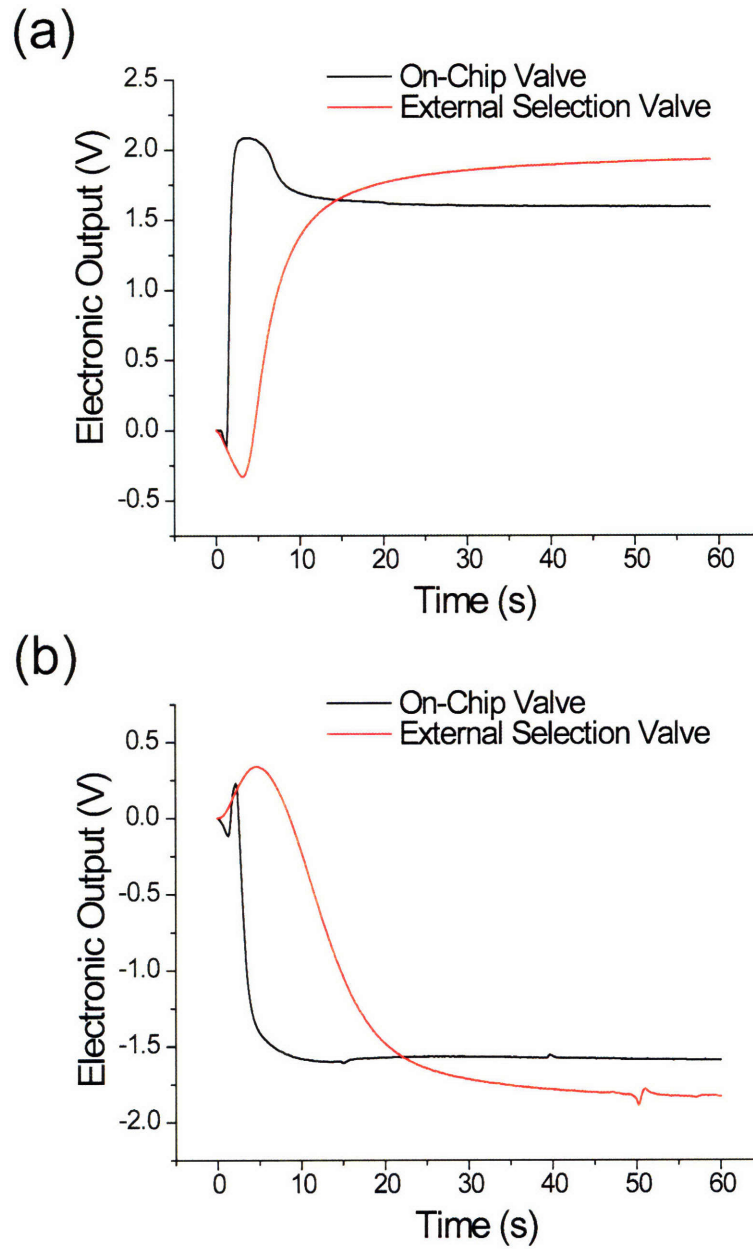 (a)
On-Chip Valve
External Selection Valve
Electronic Output (V)
2.5
2.0
1.5
1.0
0.5
0.0
-0.5
0 10 20 30 40 50 60
Time (s)
(b)
On-Chip Valve
External Selection Valve
Electronic Output (V)
0.5
0.0
-0.5
-1.0
-1.5
-2.0
0 10 20 30 40 50 60
Time (s)